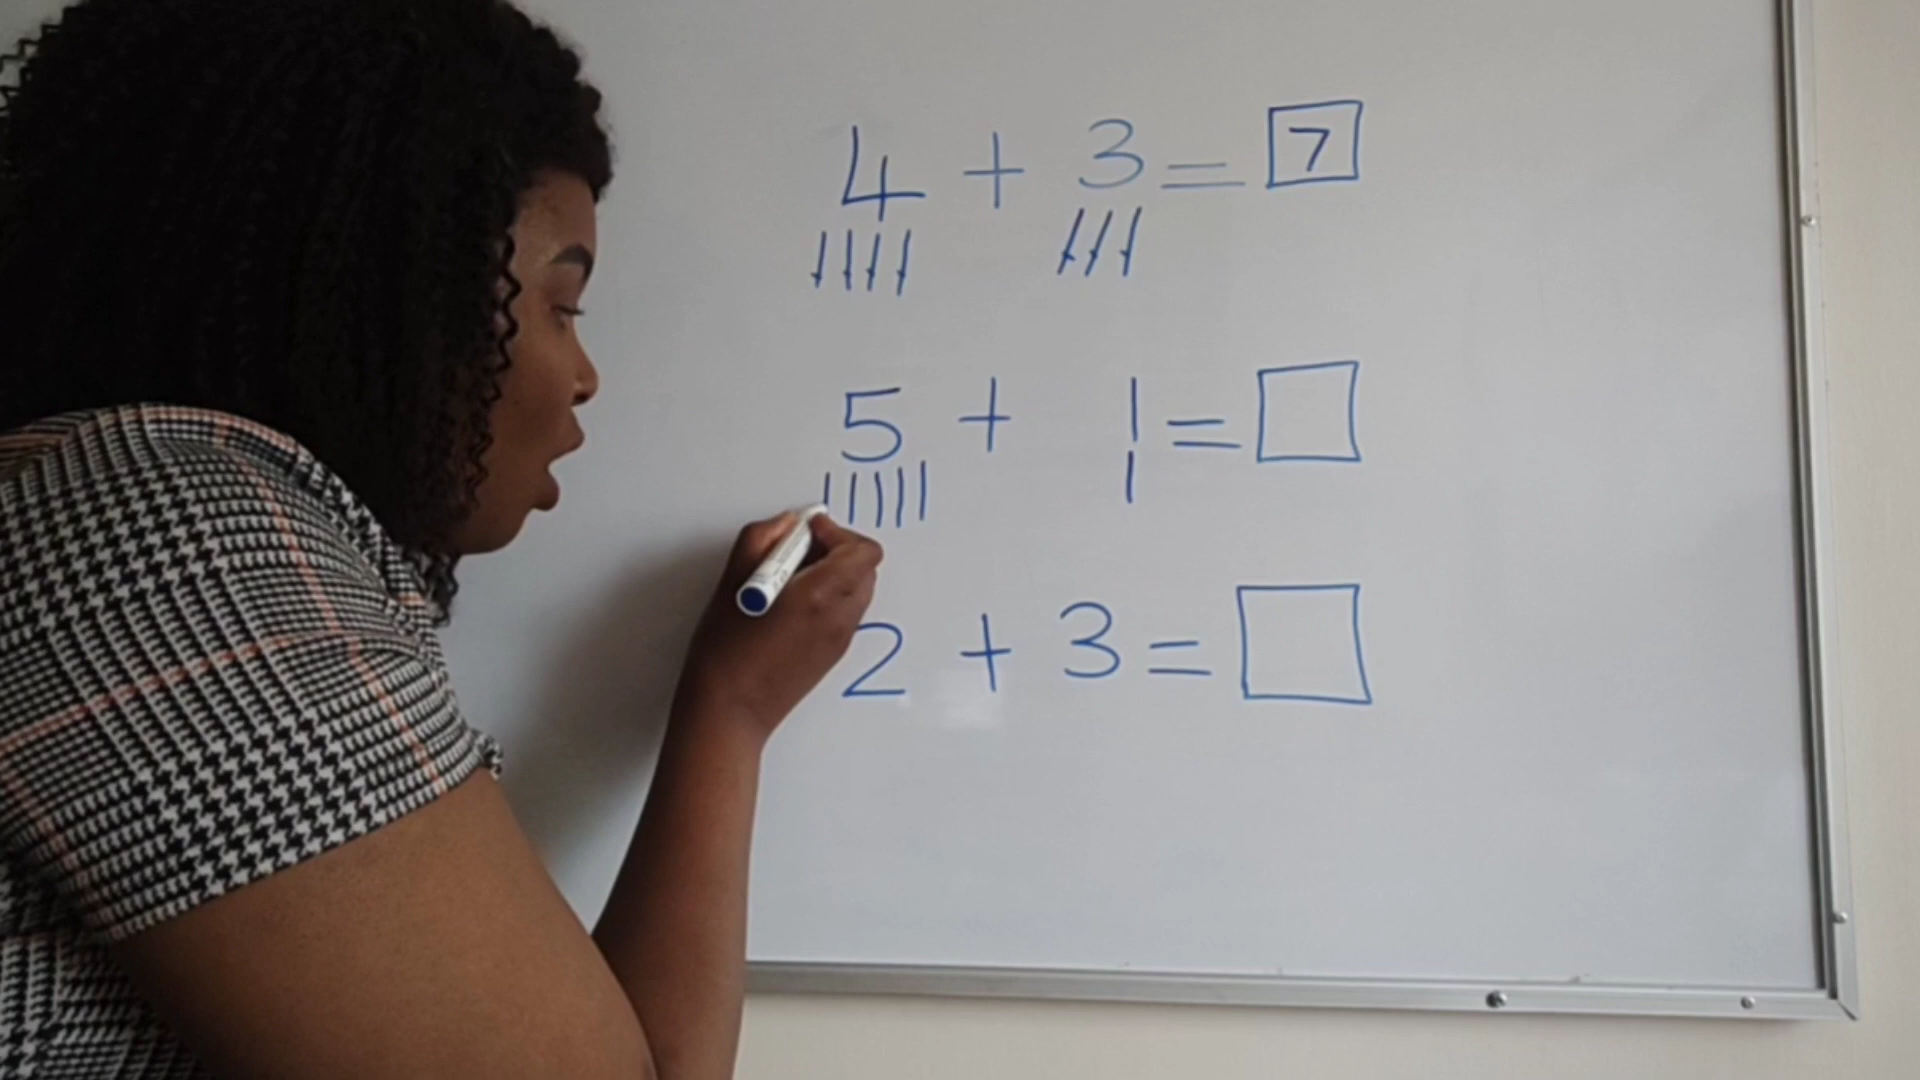 4 + 3 = 7
//// ///
5 + 1 =
||||| |
2 + 3 =